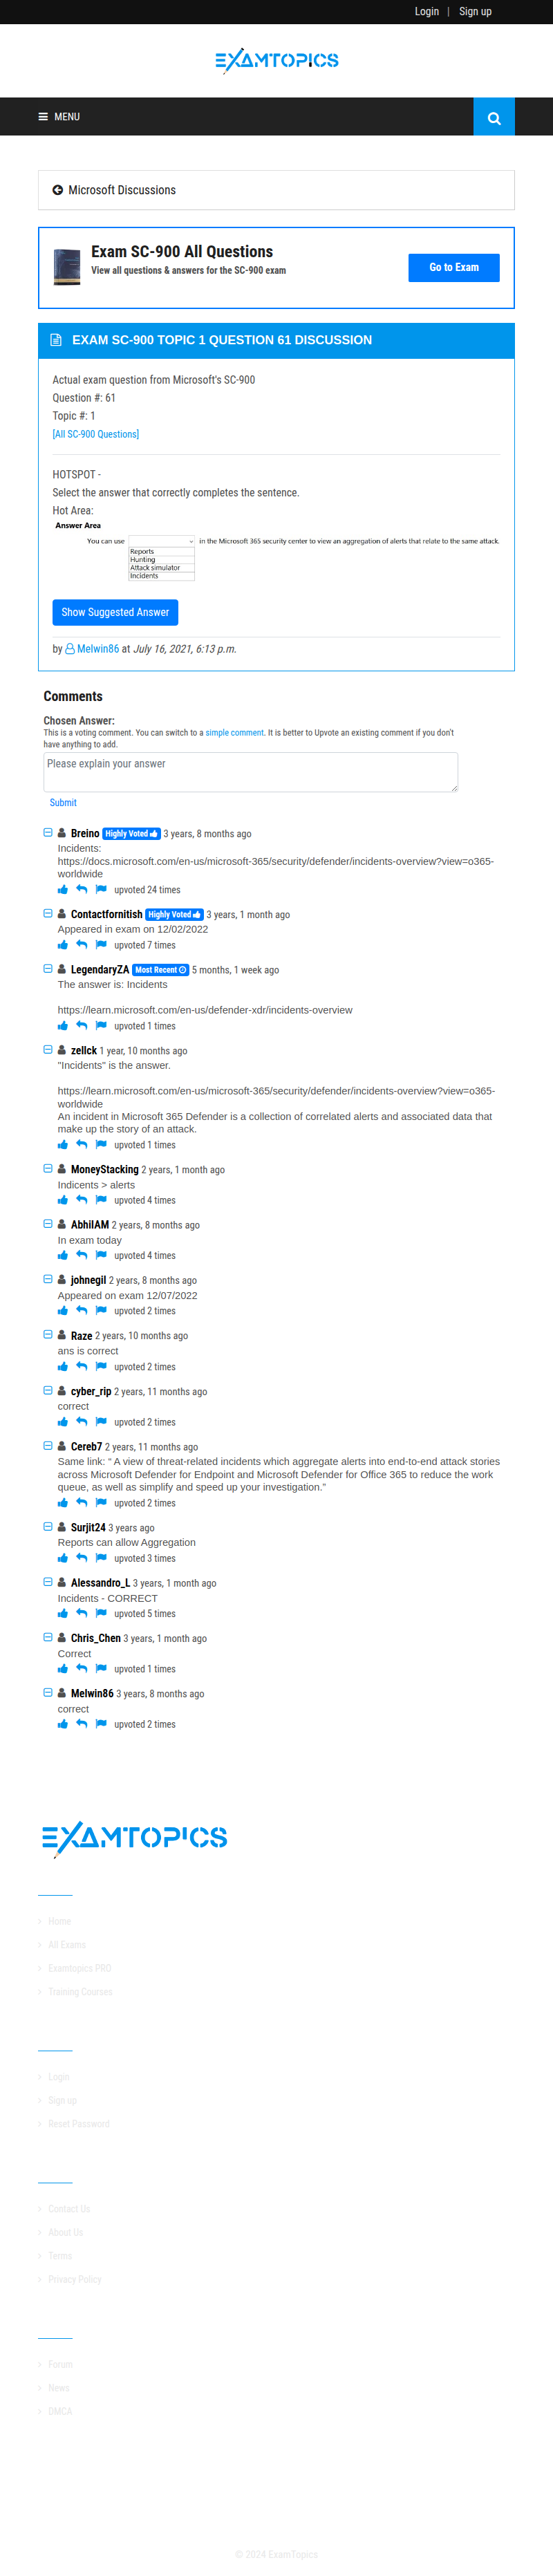 Login | Sign up
EXAMTOPICS
MENU
Microsoft Discussions
Exam SC-900 All Questions
View all questions & answers for the SC-900 exam
Go to Exam
EXAM SC-900 TOPIC 1 QUESTION 61 DISCUSSION
Actual exam question from Microsoft's SC-900
Question #: 61
Topic #: 1
[All SC-900 Questions]
HOTSPOT -
Select the answer that correctly completes the sentence.
Hot Area:
Answer Area
You can use in the Microsoft 365 security center to view an aggregation of alerts that relate to the same attack.
Reports
Hunting
Attack simulator
Incidents
Show Suggested Answer
by Melwin86 at July 16, 2021, 6:13 p.m.
Comments
Chosen Answer:
This is a voting comment. You can switch to a simple comment. It is better to Upvote an existing comment if you don't
have anything to add.
Please explain your answer
Submit
Breino Highly Voted 3 years, 8 months ago
Incidents:
https://docs.microsoft.com/en-us/microsoft-365/security/defender/incidents-overview?view=o365-
worldwide
upvoted 24 times
Contactfornitish Highly Voted 3 years, 1 month ago
Appeared in exam on 12/02/2022
upvoted 7 times
LegendaryZA Most Recent 5 months, 1 week ago
The answer is: Incidents
https://learn.microsoft.com/en-us/defender-xdr/incidents-overview
upvoted 1 times
zellck 1 year, 10 months ago
"Incidents" is the answer.
https://learn.microsoft.com/en-us/microsoft-365/security/defender/incidents-overview?view=o365-
worldwide
An incident in Microsoft 365 Defender is a collection of correlated alerts and associated data that
make up the story of an attack.
upvoted 1 times
MoneyStacking 2 years, 1 month ago
Indicents > alerts
upvoted 4 times
AbhilAM 2 years, 8 months ago
In exam today
upvoted 4 times
johnegil 2 years, 8 months ago
Appeared on exam 12/07/2022
upvoted 2 times
Raze 2 years, 10 months ago
ans is correct
upvoted 2 times
cyber_rip 2 years, 11 months ago
correct
upvoted 2 times
Cereb7 2 years, 11 months ago
Same link: “ A view of threat-related incidents which aggregate alerts into end-to-end attack stories
across Microsoft Defender for Endpoint and Microsoft Defender for Office 365 to reduce the work
queue, as well as simplify and speed up your investigation.”
upvoted 2 times
Surjit24 3 years ago
Reports can allow Aggregation
upvoted 3 times
Alessandro_L 3 years, 1 month ago
Incidents - CORRECT
upvoted 5 times
Chris_Chen 3 years, 1 month ago
Correct
upvoted 1 times
Melwin86 3 years, 8 months ago
correct
upvoted 2 times
EXAMTOPICS
Home
All Exams
Examtopics PRO
Training Courses
Login
Sign up
Reset Password
Contact Us
About Us
Terms
Privacy Policy
Forum
News
DMCA
© 2024 ExamTopics